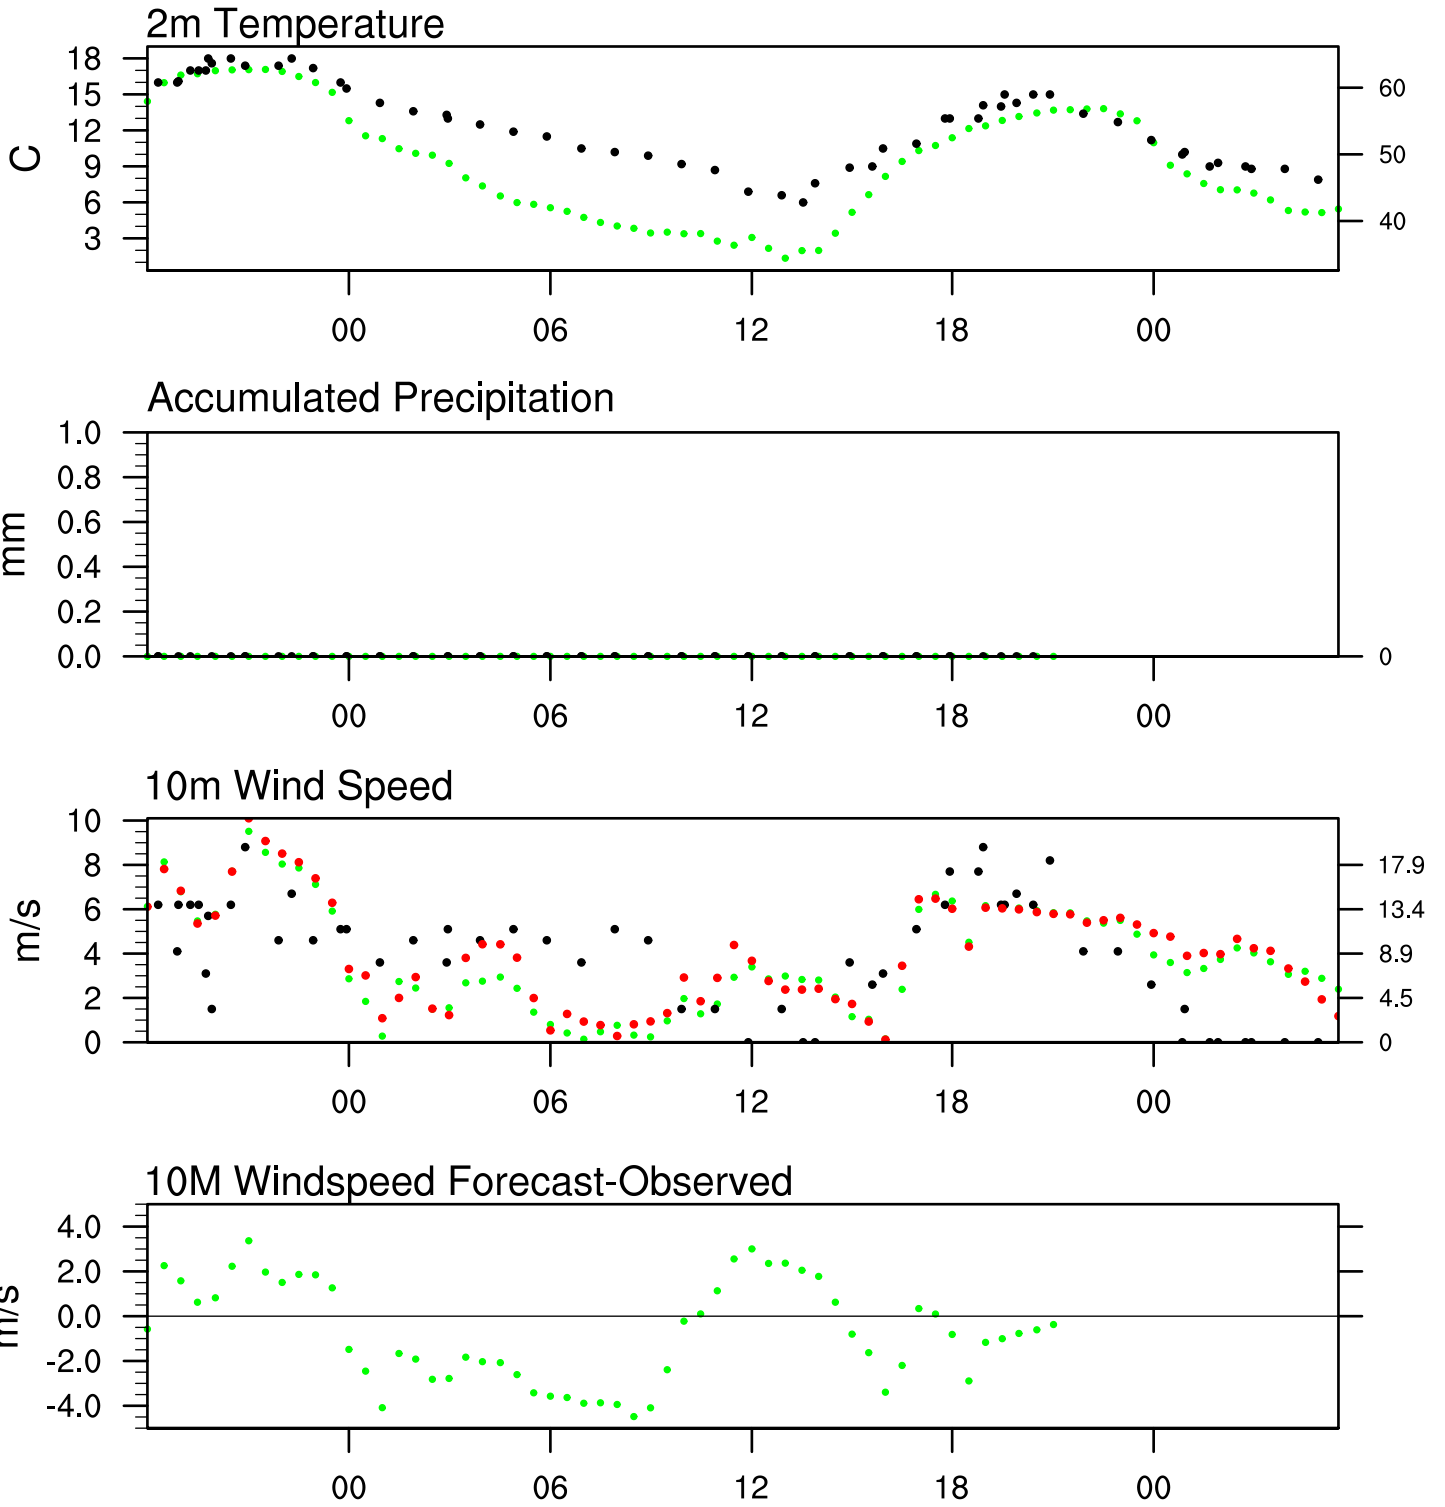 2m Temperature
18
15
12
9
6
3
C
60
50
40
00 06 12 18 00
Accumulated Precipitation
1.0
0.8
0.6
0.4
0.2
0.0
mm
0
00 06 12 18 00
10m Wind Speed
10
8
6
4
2
0
m/s
17.9
13.4
8.9
4.5
0
00 06 12 18 00
10M Windspeed Forecast-Observed
4.0
2.0
0.0
-2.0
-4.0
m/s
00 06 12 18 00